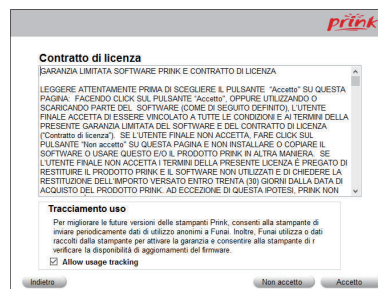 prink
Contratto di licenza
GARANZIA LIMITATA SOFTWARE PRINK E CONTRATTO DI LICENZA
LEGGERE ATTENTAMENTE PRIMA DI SCEGLIERE IL PULSANTE "Accetto" SU QUESTA
PAGINA: FACENDO CLICK SUL PULSANTE "Accetto", OPPURE UTILIZZANDO O
SCARICANDO PARTE DEL SOFTWARE (COME DI SEGUITO DEFINITO), L'UTENTE
FINALE ACCETTA DI ESSERE VINCOLATO A TUTTE LE CONDIZIONI E AI TERMINI DELLA
PRESENTE GARANZIA LIMITATA DEL SOFTWARE E DEL CONTRATTO DI LICENZA
("Contratto di licenza"). SE L'UTENTE FINALE NON ACCETTA, FARE CLICK SUL
PULSANTE "Non accetto" SU QUESTA PAGINA E NON INSTALLARE O COPIARE IL
SOFTWARE O USARE QUESTO E/O IL PRODOTTO PRINK IN ALTRA MANIERA. SE
L'UTENTE FINALE NON ACCETTA I TERMINI DELLA PRESENTE LICENZA È PREGATO DI
RESTITUIRE IL PRODOTTO PRINK E IL SOFTWARE NON UTILIZZATI E DI CHIEDERE LA
RESTITUZIONE DELL'IMPORTO VERSATO ENTRO TRENTA (30) GIORNI DALLA DATA DI
ACQUISTO DEL PRODOTTO PRINK. AD ECCEZIONE DI QUESTA IPOTESI, PRINK NON
Tracciamento uso
Per migliorare le future versioni delle stampanti Prink, consenti alla stampante di
inviare periodicamente dati di utilizzo anonimi a Funai. Inoltre, Funai utilizza o dati
raccolti dalla stampante per attivare la garanzia e consentire alla stampante di r
verificare la disponibilità di aggiornamenti del firmware.
Allow usage tracking
Indietro
Non accetto
Accetto